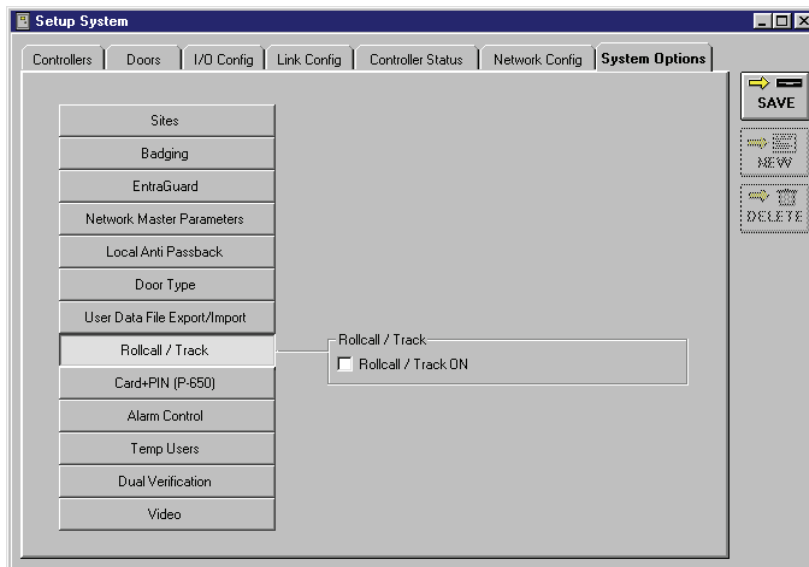 Setup System
Controllers Doors I/O Config Link Config Controller Status Network Config System Options
SAVE
NEW
DELETE
Sites
Badging
EntraGuard
Network Master Parameters
Local Anti Passback
Door Type
User Data File Export/Import
Rollcall / Track
Card+PIN (P-650)
Alarm Control
Temp Users
Dual Verification
Video
Rollcall / Track
Rollcall / Track ON